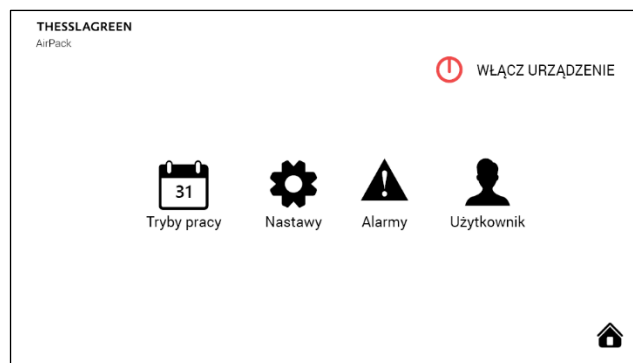 THESSLAGREEN
AirPack
WŁĄCZ URZĄDZENIE
31
Tryby pracy
Nastawy
Alarmy
Użytkownik